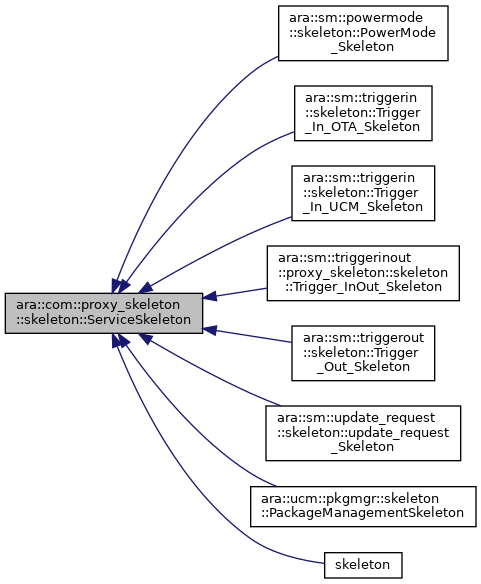 ara::sm::powermode
::skeleton::PowerMode
_Skeleton
ara::sm::triggerin
::skeleton::Trigger
_In_OTA_Skeleton
ara::sm::triggerin
::skeleton::Trigger
_In_UCM_Skeleton
ara::sm::triggerinout
::proxy_skeleton::skeleton
::Trigger_InOut_Skeleton
ara::com::proxy_skeleton
::skeleton::ServiceSkeleton
ara::sm::triggerout
::skeleton::Trigger
_Out_Skeleton
ara::sm::update_request
::skeleton::update_request
_Skeleton
ara::ucm::pkgmgr::skeleton
::PackageManagementSkeleton
skeleton